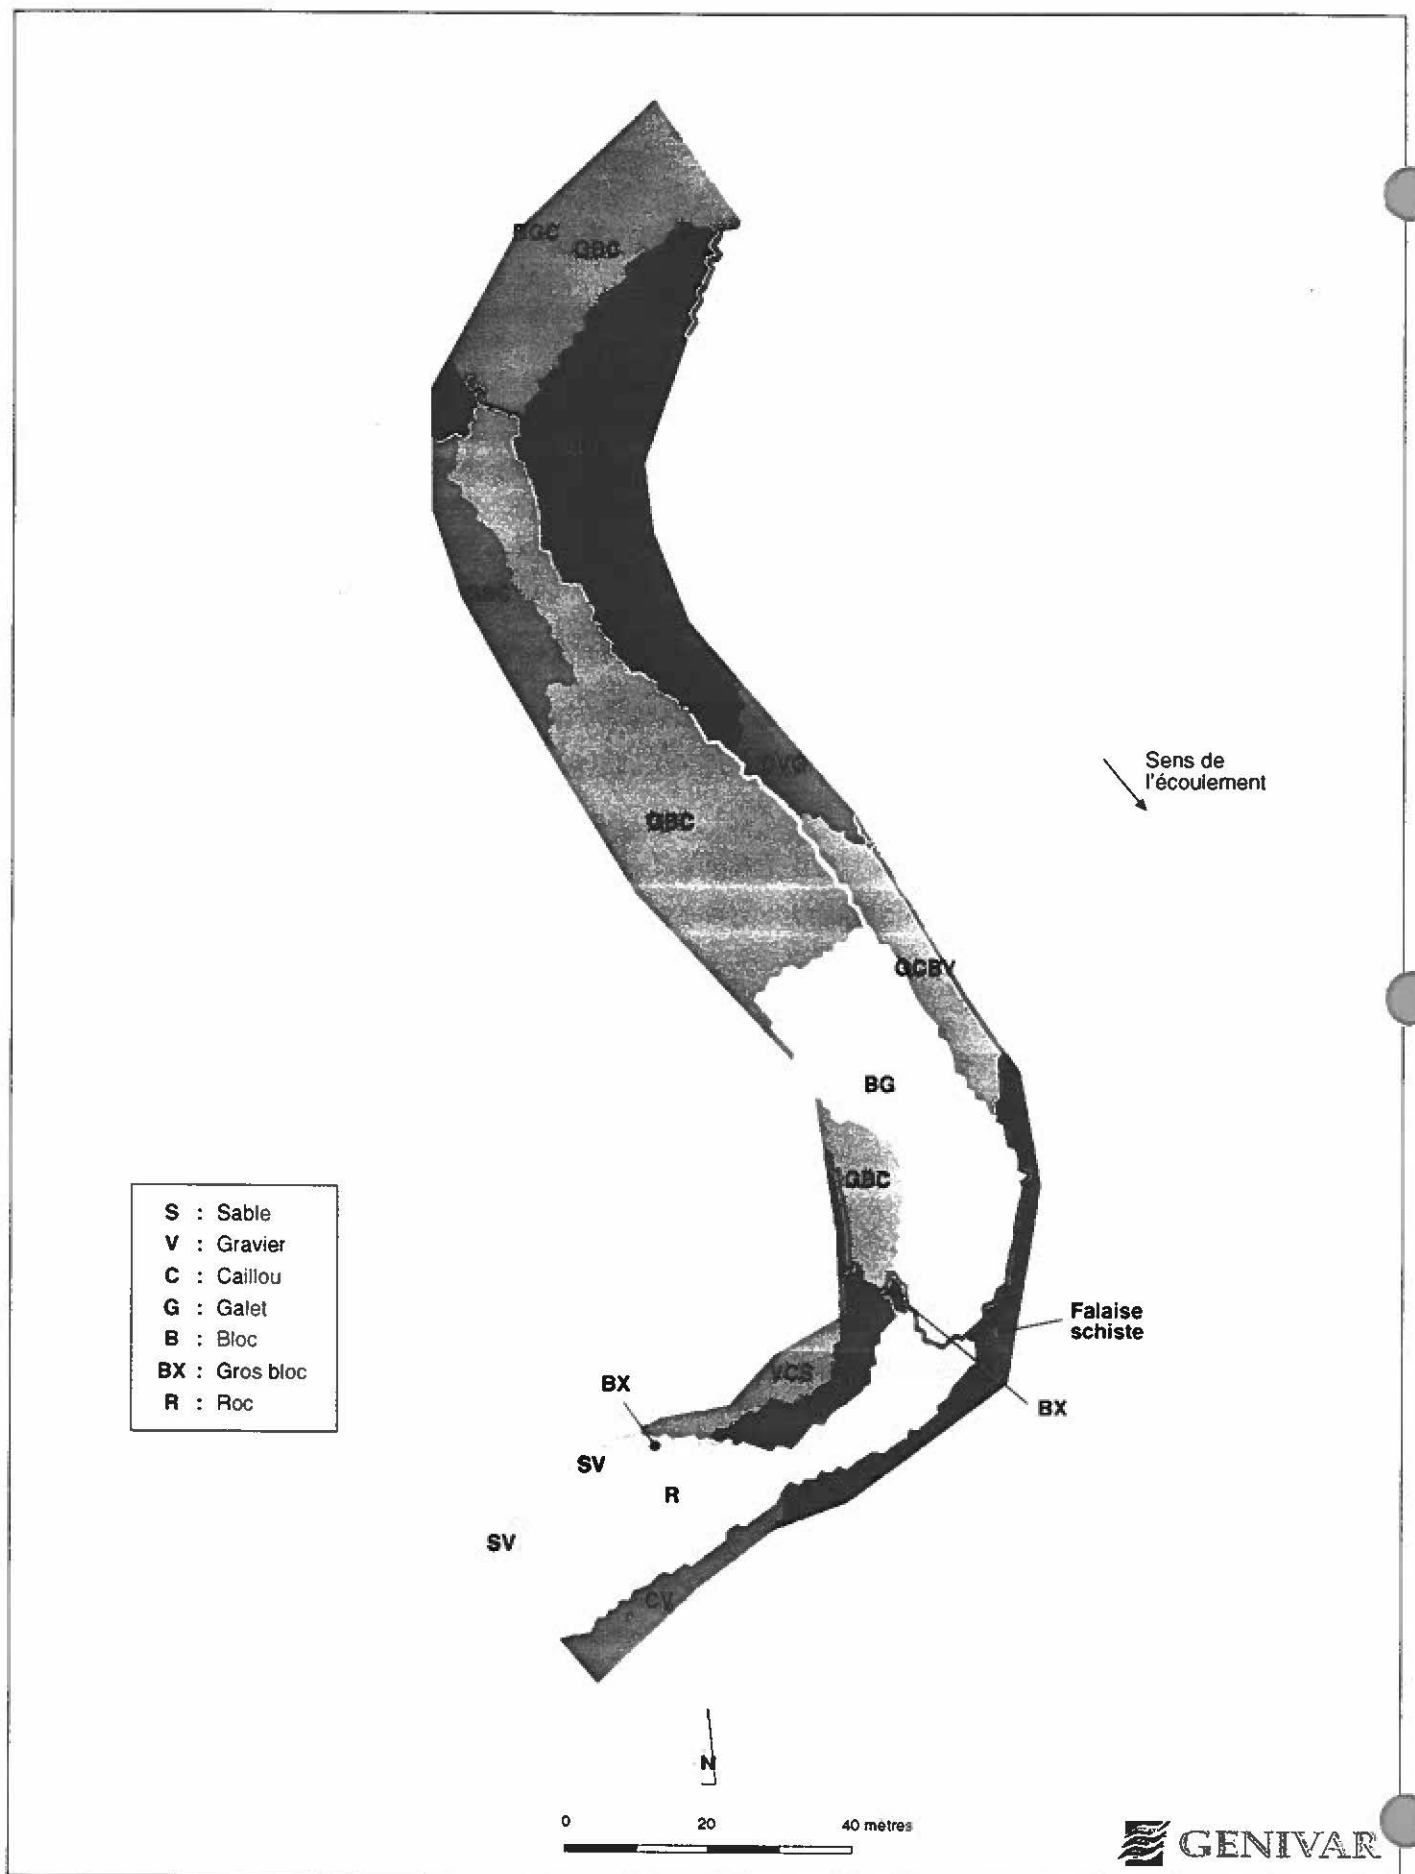 BGC
GBC
Sens de
l'écoulement
GBC
GCBV
BG
GBC
S : Sable
V : Gravier
C : Caillou
G : Galet
B : Bloc
BX : Gros bloc
R : Roc
Falaise
schiste
VCS
BX
BX
SV
R
SV
CV
N
0 20 40 mètres
GENIVAR